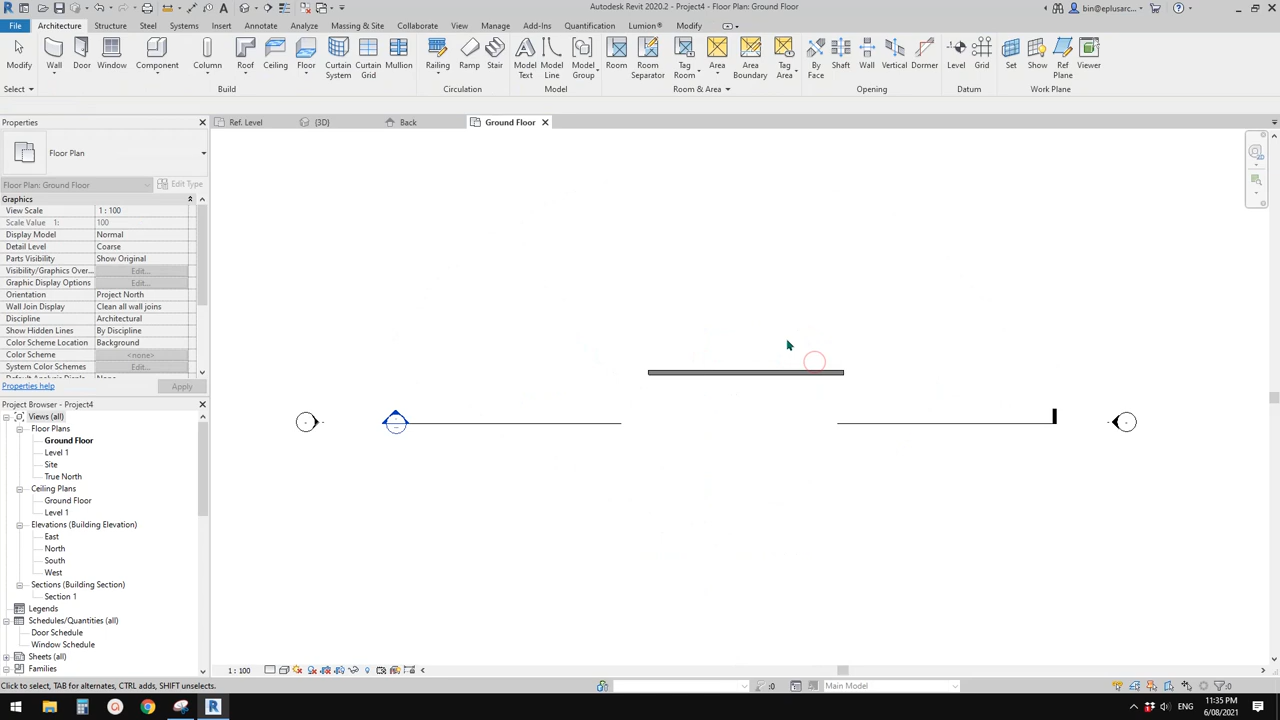 Autodesk Revit 2020.2 - Project4 - Floor Plan: Ground Floor
bin@eplusarc...
File Architecture Structure Steel Systems Insert Annotate Analyze Massing & Site Collaborate View Manage Add-Ins Quantification Lumion® Modify
Modify Wall Door Window Component Column Roof Ceiling Floor Curtain System Curtain Grid Mullion Railing Ramp Stair Model Text Model Line Model Group Room Room Separator Tag Room Area Area Boundary Tag Area By Face Shaft Wall Vertical Dormer Level Grid Set Show Ref Plane Viewer
Select Build Circulation Model Room & Area Opening Datum Work Plane
Properties
Ref. Level {3D} Back Ground Floor
Floor Plan
Floor Plan: Ground Floor Edit Type
Graphics
View Scale 1 : 100
Scale Value 1: 100
Display Model Normal
Detail Level Coarse
Parts Visibility Show Original
Visibility/Graphics Over... Edit...
Graphic Display Options Edit...
Orientation Project North
Wall Join Display Clean all wall joins
Discipline Architectural
Show Hidden Lines By Discipline
Color Scheme Location Background
Color Scheme <none>
System Color Schemes Edit...
Properties help Apply
Project Browser - Project4
Views (all)
Floor Plans
Ground Floor
Level 1
Site
True North
Ceiling Plans
Ground Floor
Level 1
Elevations (Building Elevation)
East
North
South
West
Sections (Building Section)
Section 1
Legends
Schedules/Quantities (all)
Door Schedule
Window Schedule
Sheets (all)
Families
1 : 100
Click to select, TAB for alternates, CTRL adds, SHIFT unselects.
:0 Main Model :0
ENG
11:35 PM
6/08/2021